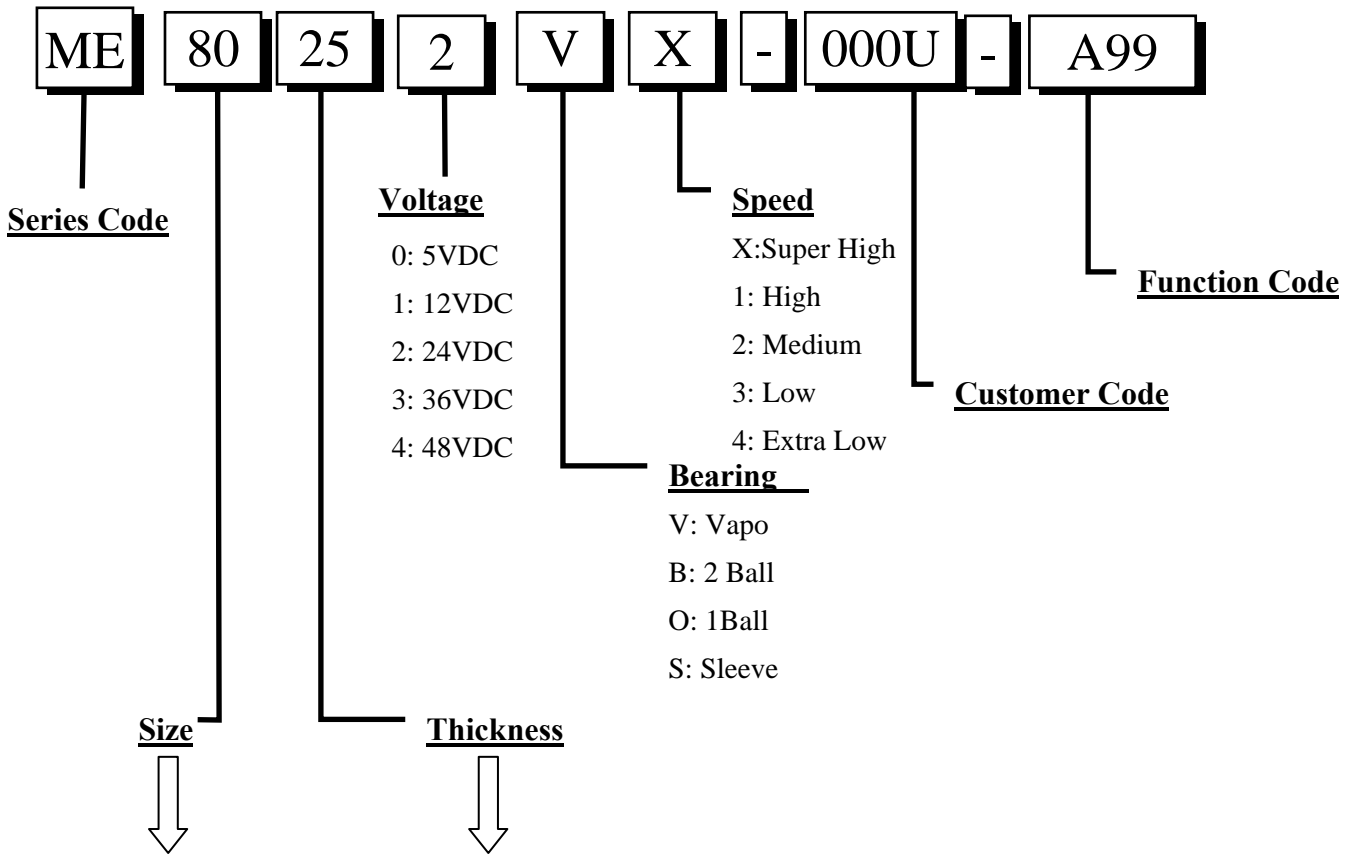 ME 80 25 2 V X - 000U - A99
Series Code
Voltage
0: 5VDC
1: 12VDC
2: 24VDC
3: 36VDC
4: 48VDC
Speed
X:Super High
1: High
2: Medium
3: Low
4: Extra Low
Function Code
Customer Code
Bearing
V: Vapo
B: 2 Ball
O: 1Ball
S: Sleeve
Size
Thickness